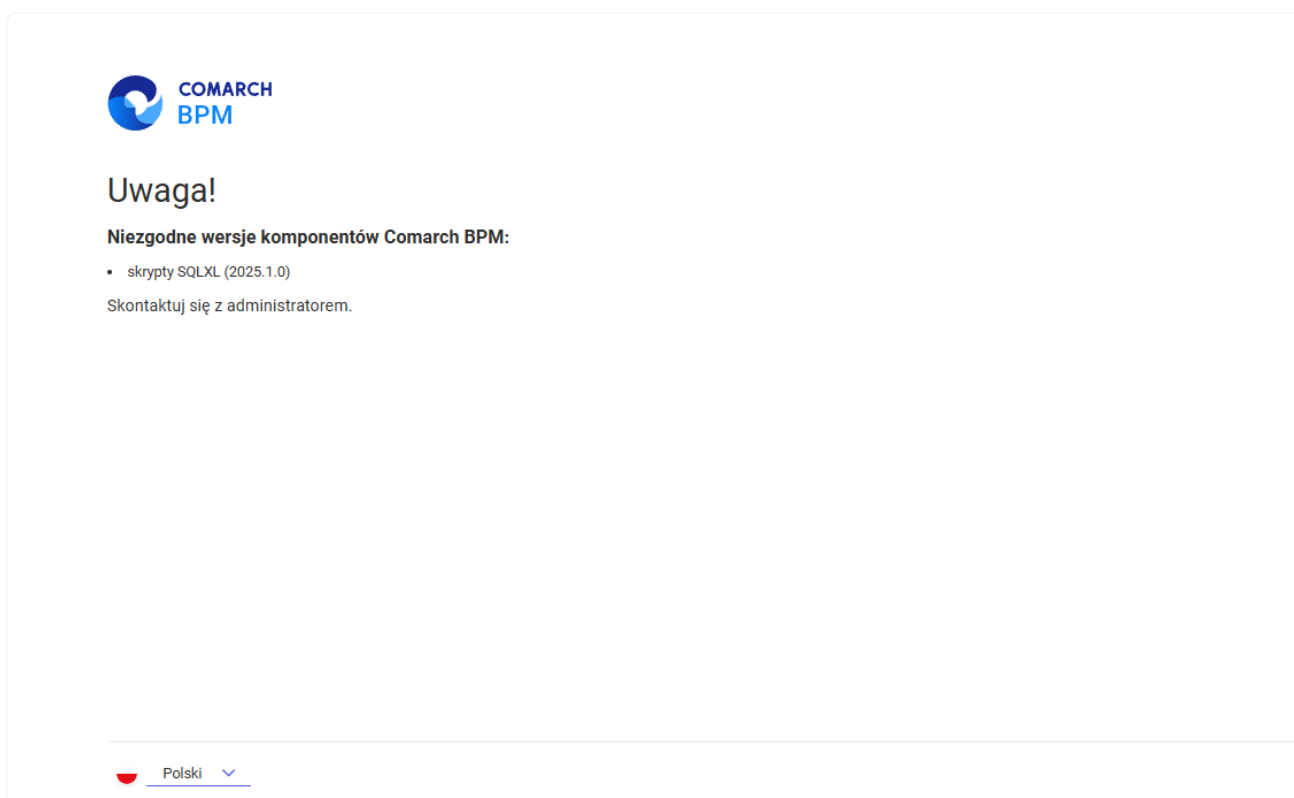 COMARCH
BPM
Uwaga!
Niezgodne wersje komponentów Comarch BPM:
• skrypty SQLXL (2025.1.0)
Skontaktuj się z administratorem.
Polski